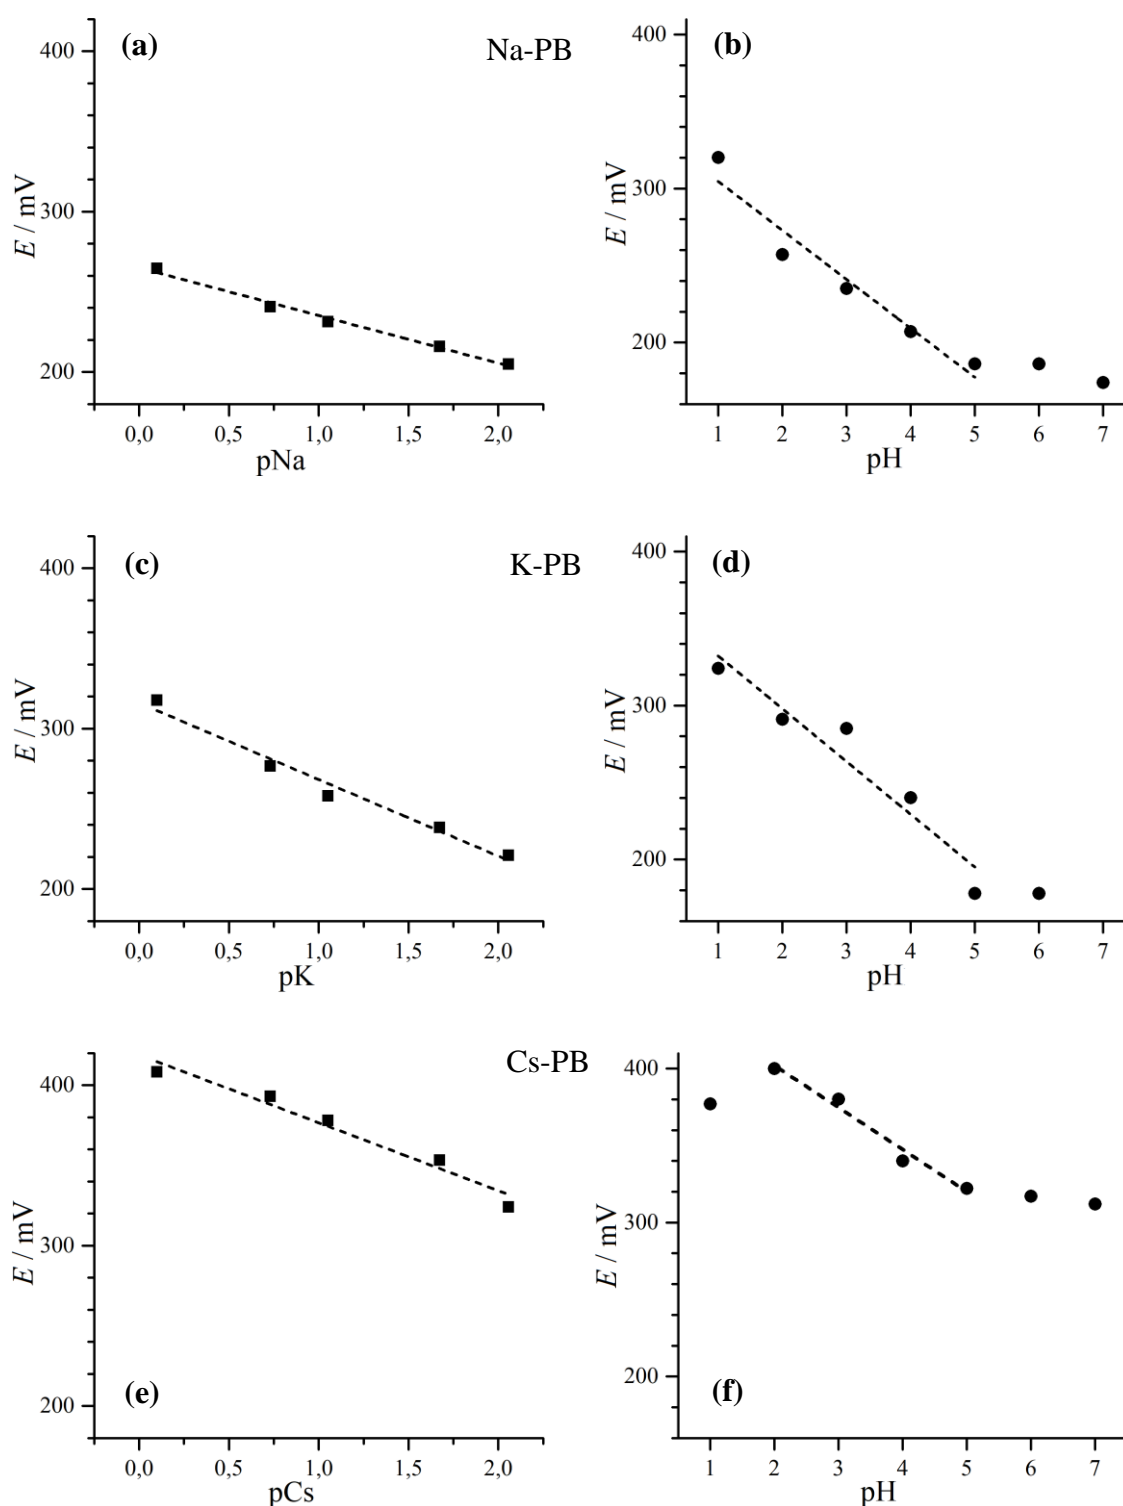 (a)
Na-PB
400
300
200
E / mV
0,0 0,5 1,0 1,5 2,0
pNa
(b)
400
300
200
E / mV
1 2 3 4 5 6 7
pH
(c)
K-PB
400
300
200
E / mV
0,0 0,5 1,0 1,5 2,0
pK
(d)
400
300
200
E / mV
1 2 3 4 5 6 7
pH
Cs-PB
400
300
200
E / mV
(e)
0,0 0,5 1,0 1,5 2,0
pCs
400
300
200
E / mV
(f)
1 2 3 4 5 6 7
pH